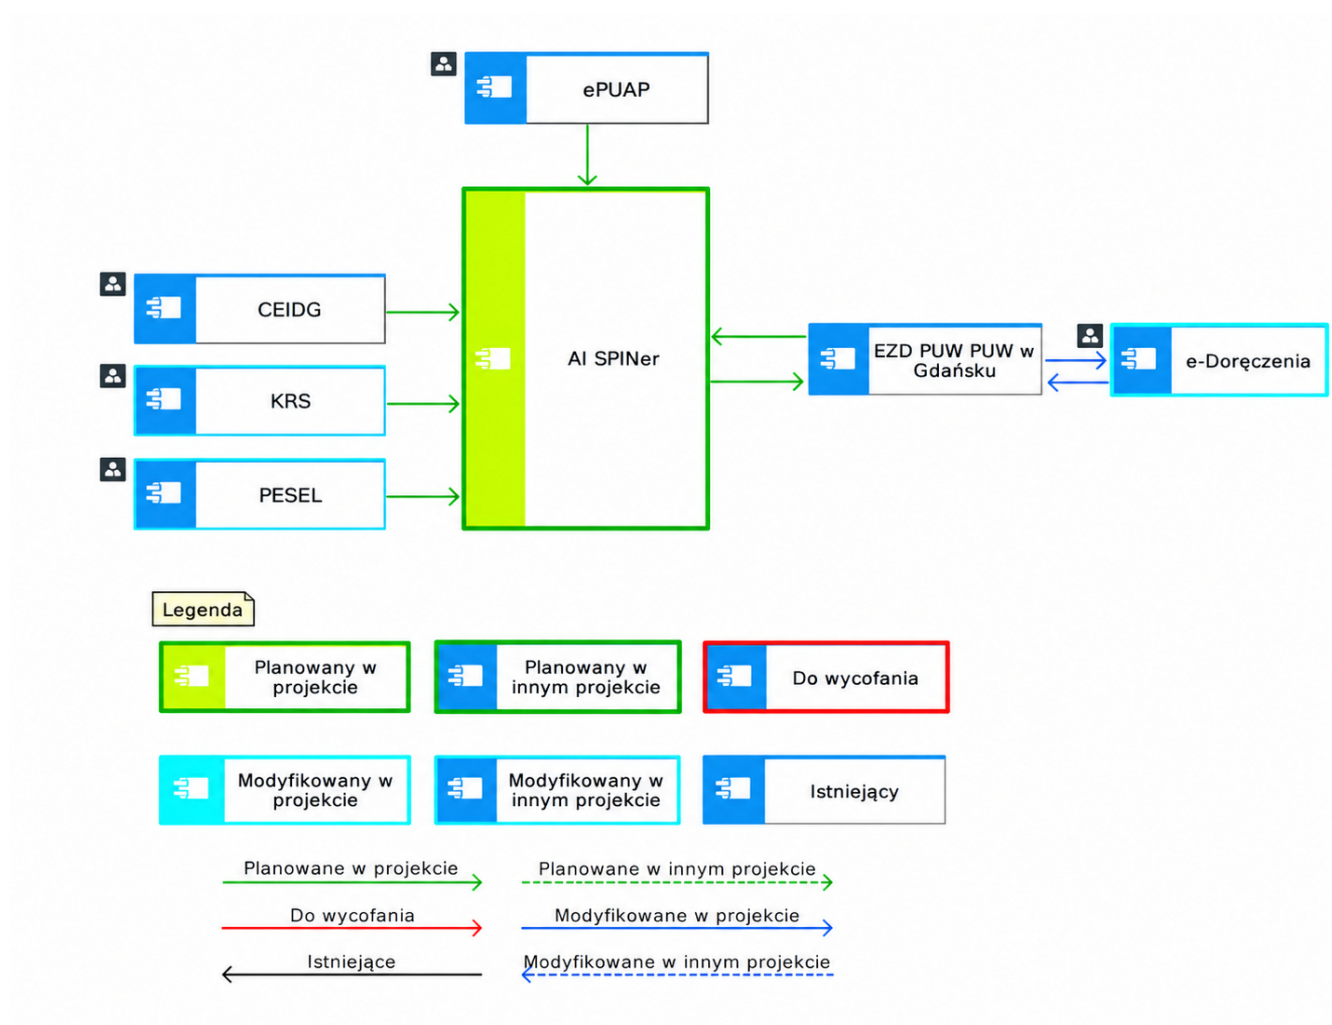 ePUAP
CEIDG
KRS
PESEL
AI SPINer
EZD PUW PUW w
Gdańsku
e-Doręczenia
Legenda
Planowany w
projekcie
Planowany w
innym projekcie
Do wycofania
Modyfikowany w
projekcie
Modyfikowany w
innym projekcie
Istniejący
Planowane w projekcie
Planowane w innym projekcie
Do wycofania
Modyfikowane w projekcie
Istniejące
Modyfikowane w innym projekcie